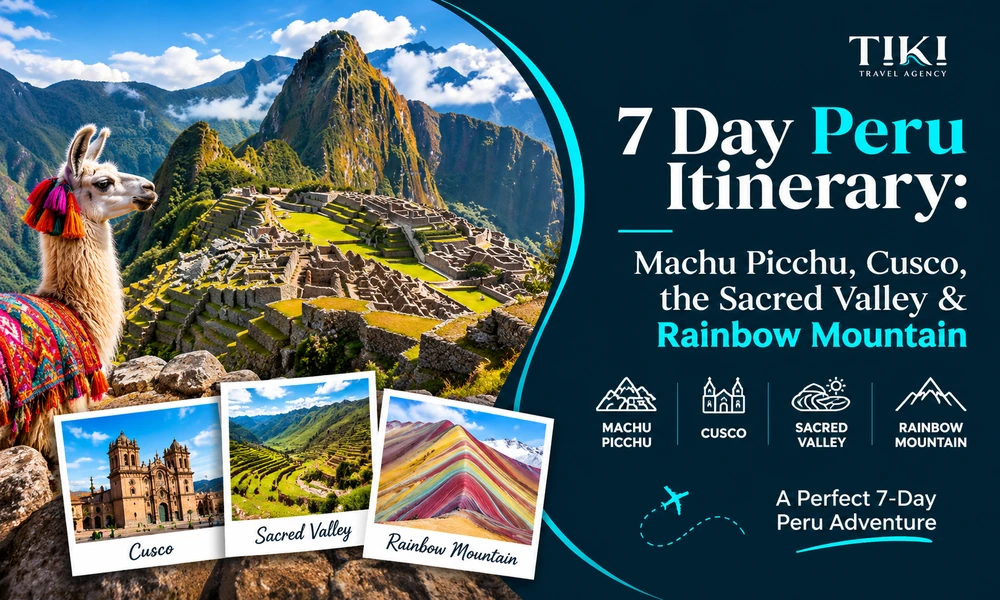 TIKI
TRAVEL AGENCY
7 Day Peru
Itinerary:
Machu Picchu, Cusco,
the Sacred Valley &
Rainbow Mountain
MACHU
PICCHU
CUSCO
SACRED
VALLEY
RAINBOW
MOUNTAIN
A Perfect 7-Day
Peru Adventure
Cusco
Sacred Valley
Rainbow Mountain